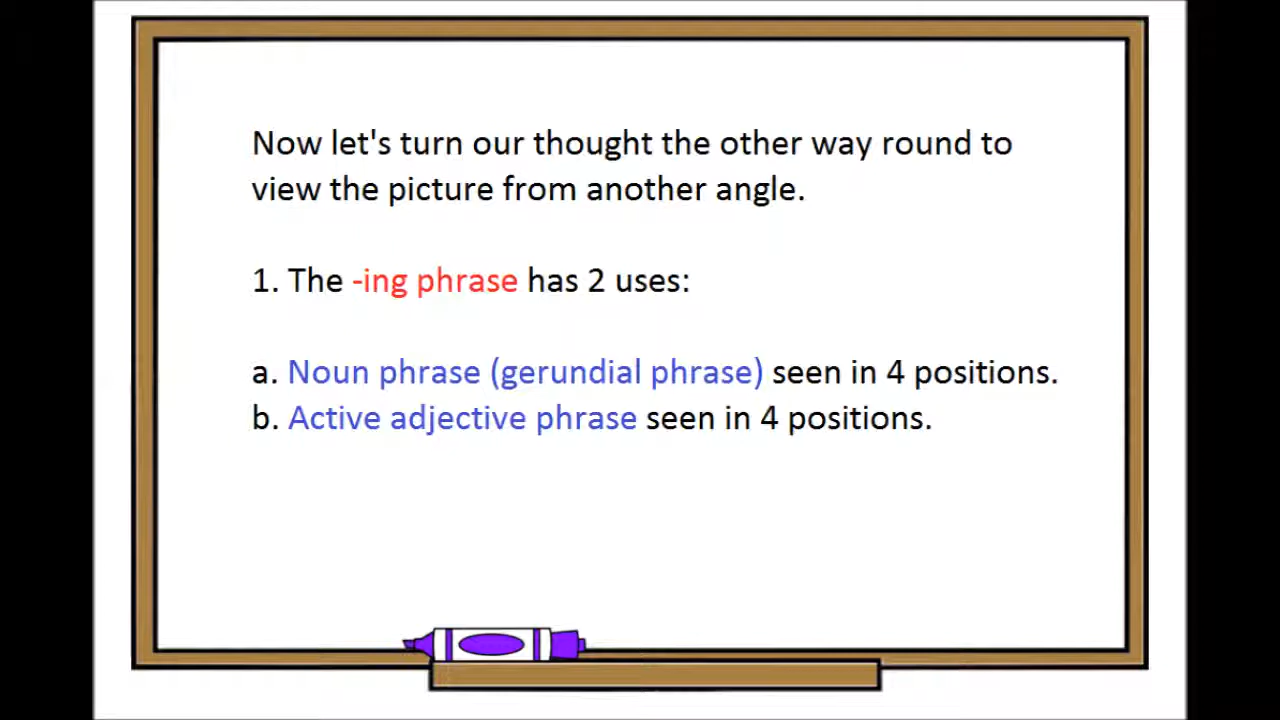 Now let's turn our thought the other way round to
view the picture from another angle.
1. The -ing phrase has 2 uses:
a. Noun phrase (gerundial phrase) seen in 4 positions.
b. Active adjective phrase seen in 4 positions.